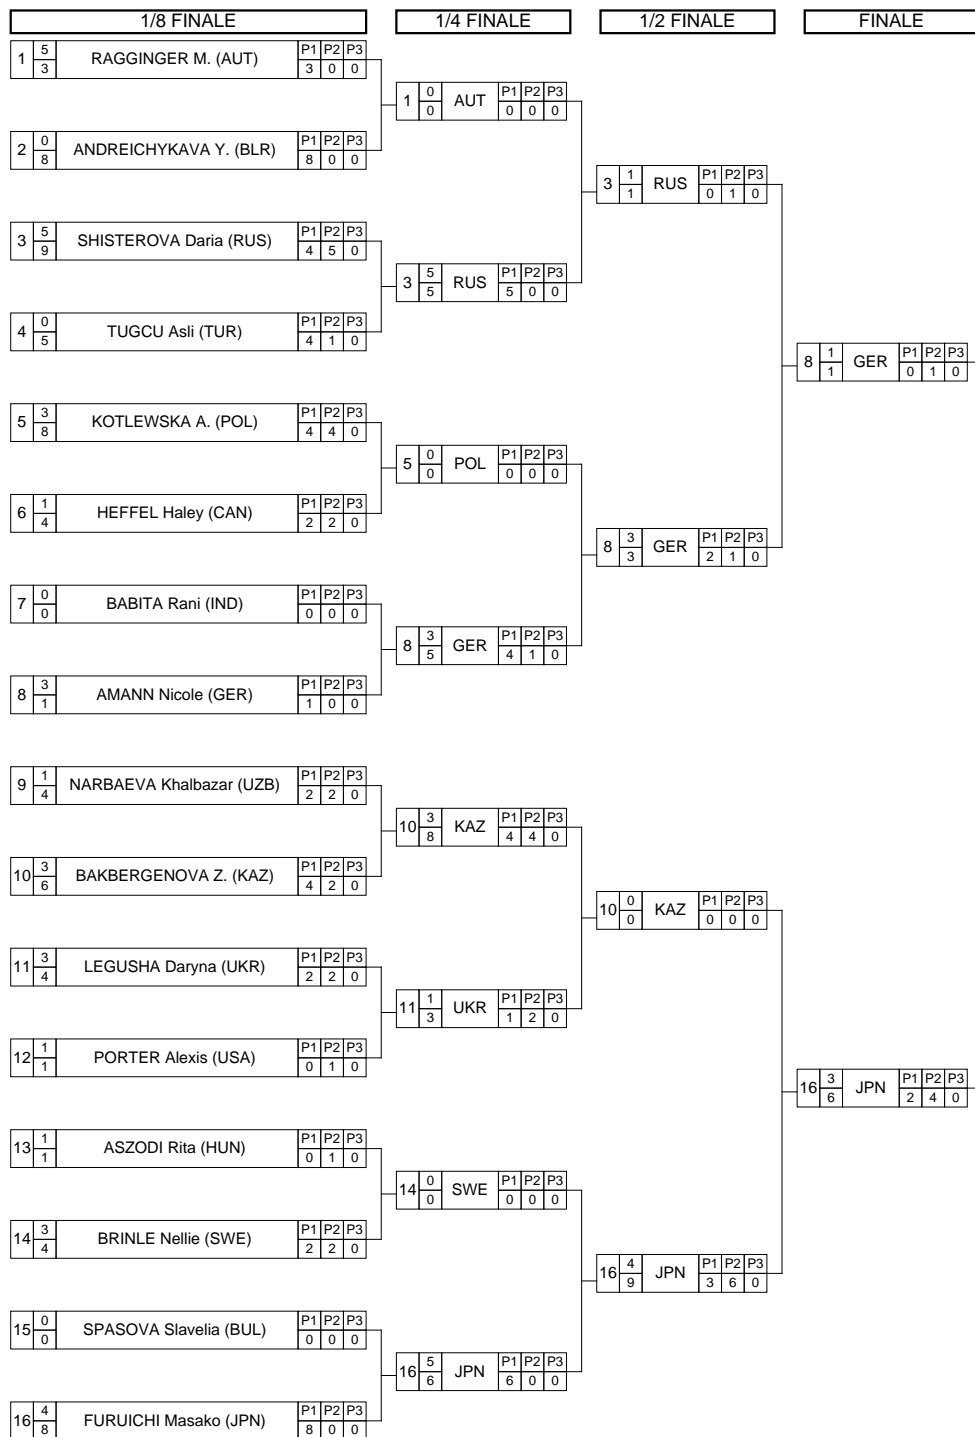 1/8 FINALE 1/4 FINALE 1/2 FINALE FINALE
1 5 3 RAGGINGER M. (AUT) P1 P2 P3 3 0 0
1 0 0 AUT P1 P2 P3 0 0 0
2 0 8 ANDREICHYKAVA Y. (BLR) P1 P2 P3 8 0 0
3 1 1 RUS P1 P2 P3 0 1 0
3 5 9 SHISTEROVA Daria (RUS) P1 P2 P3 4 5 0
3 5 5 RUS P1 P2 P3 5 0 0
4 0 5 TUGCU Asli (TUR) P1 P2 P3 4 1 0
8 1 1 GER P1 P2 P3 0 1 0
5 3 8 KOTLEWSKA A. (POL) P1 P2 P3 4 4 0
5 0 0 POL P1 P2 P3 0 0 0
6 1 4 HEFFEL Haley (CAN) P1 P2 P3 2 2 0
8 3 3 GER P1 P2 P3 2 1 0
7 0 0 BABITA Rani (IND) P1 P2 P3 0 0 0
8 3 5 GER P1 P2 P3 4 1 0
8 3 1 AMANN Nicole (GER) P1 P2 P3 1 0 0
9 1 4 NARBAEVA Khalbazar (UZB) P1 P2 P3 2 2 0
10 3 8 KAZ P1 P2 P3 4 4 0
10 3 6 BAKBERGENOVA Z. (KAZ) P1 P2 P3 4 2 0
10 0 0 KAZ P1 P2 P3 0 0 0
11 3 4 LEGUSHA Daryna (UKR) P1 P2 P3 2 2 0
11 1 3 UKR P1 P2 P3 1 2 0
12 1 1 PORTER Alexis (USA) P1 P2 P3 0 1 0
16 3 6 JPN P1 P2 P3 2 4 0
13 1 1 ASZODI Rita (HUN) P1 P2 P3 0 1 0
14 0 0 SWE P1 P2 P3 0 0 0
14 3 4 BRINLE Nellie (SWE) P1 P2 P3 2 2 0
16 4 9 JPN P1 P2 P3 3 6 0
15 0 0 SPASOVA Slavelia (BUL) P1 P2 P3 0 0 0
16 5 6 JPN P1 P2 P3 6 0 0
16 4 8 FURUICHI Masako (JPN) P1 P2 P3 8 0 0